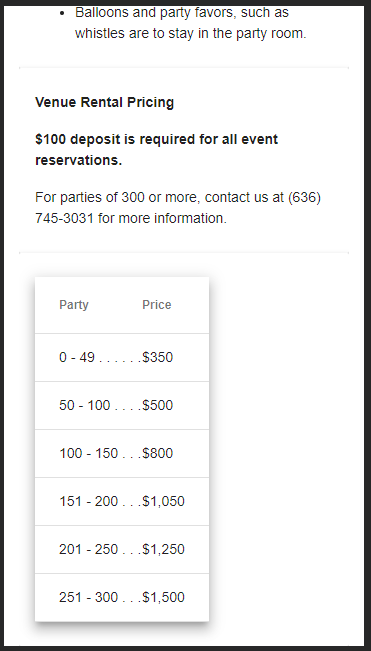 • Balloons and party favors, such as
whistles are to stay in the party room.
Venue Rental Pricing
$100 deposit is required for all event
reservations.
For parties of 300 or more, contact us at (636)
745-3031 for more information.
Party Price
0 - 49 . . . . . . $350
50 - 100 . . . . $500
100 - 150 . . . $800
151 - 200 . . . $1,050
201 - 250 . . . $1,250
251 - 300 . . . $1,500